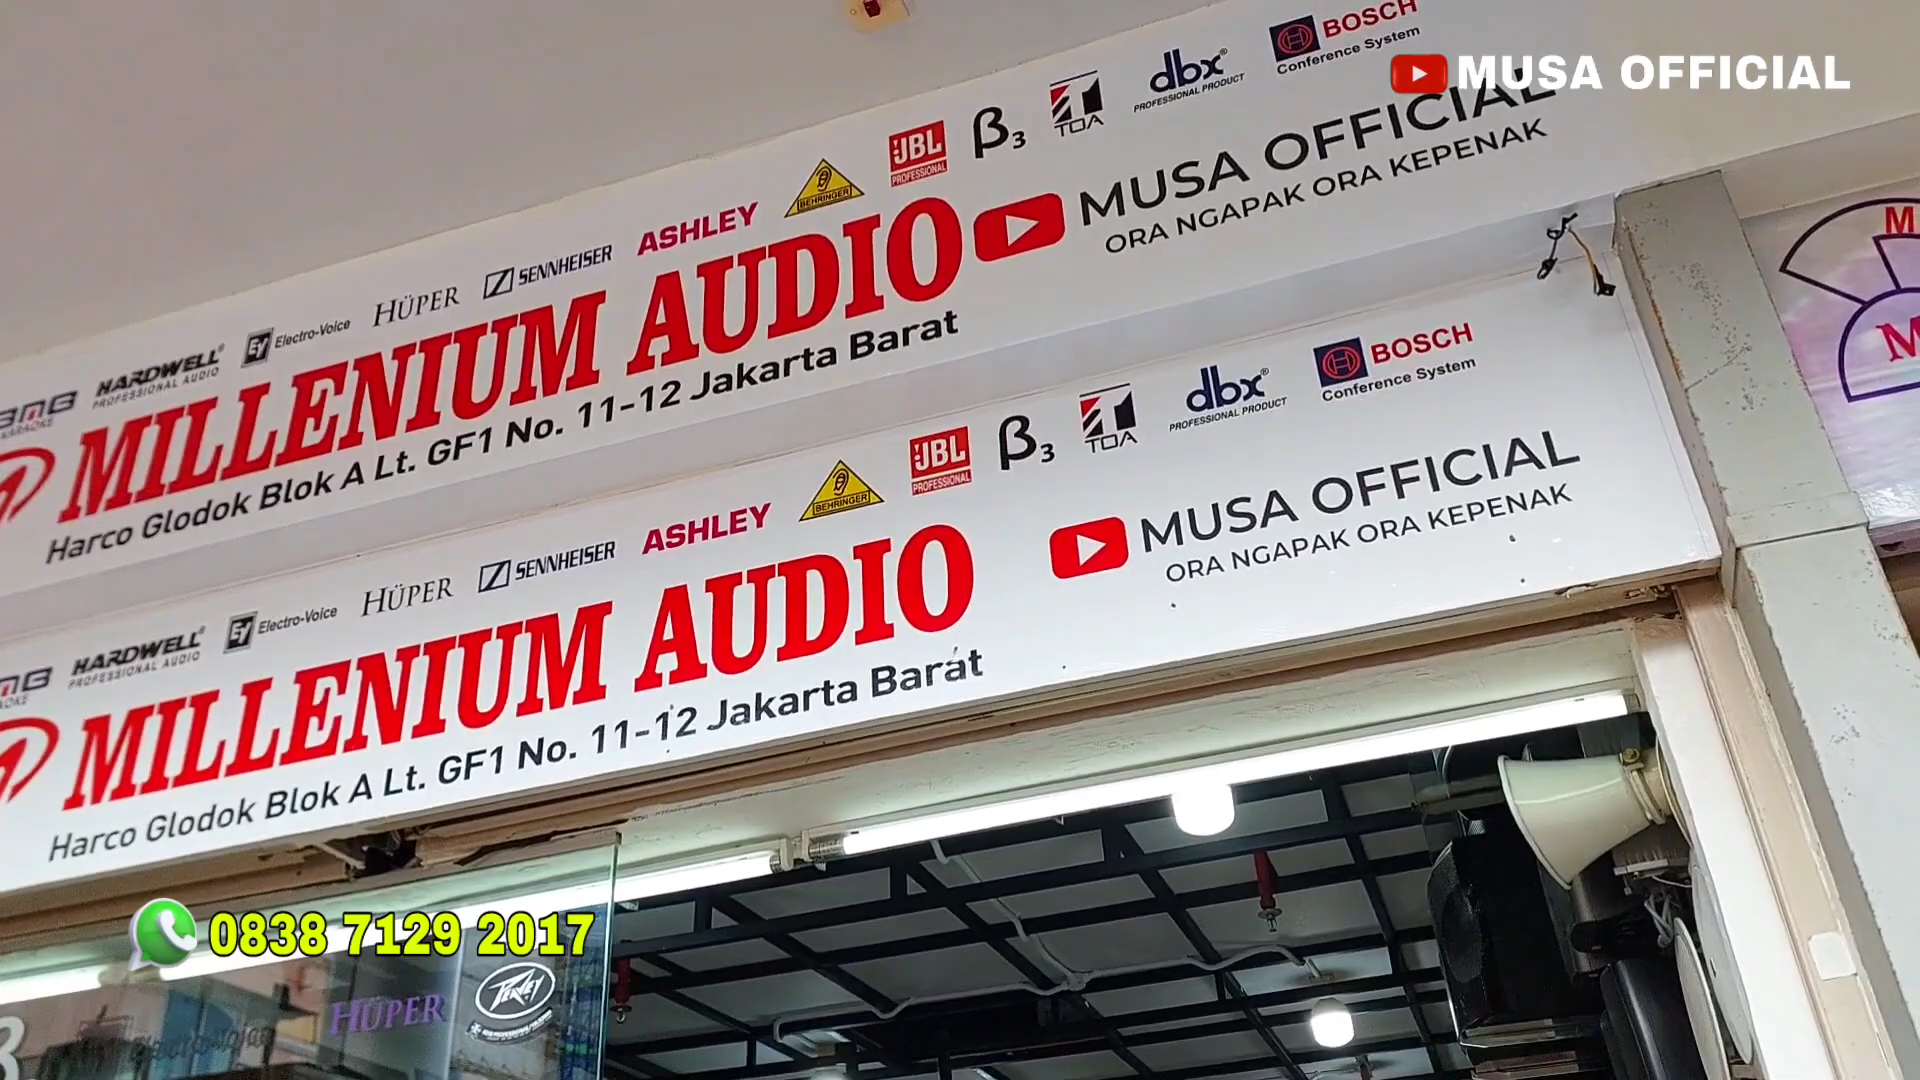 MUSA OFFICIAL
BOSCH
Conference System
dbx
PROFESSIONAL PRODUCT
TOA
β3
JBL
PROFESSIONAL
BEHRINGER
ASHLEY
SENNHEISER
HÜPER
EV Electro-Voice
HARDWELL
PROFESSIONAL AUDIO
KARAOKE
MILLENIUM AUDIO
MUSA OFFICIAL
ORA NGAPAK ORA KEPENAK
Harco Glodok Blok A Lt. GF1 No. 11-12 Jakarta Barat
BOSCH
Conference System
dbx
PROFESSIONAL PRODUCT
TOA
β3
JBL
PROFESSIONAL
BEHRINGER
ASHLEY
SENNHEISER
HÜPER
EV Electro-Voice
HARDWELL
PROFESSIONAL AUDIO
MILLENIUM AUDIO
MUSA OFFICIAL
ORA NGAPAK ORA KEPENAK
Harco Glodok Blok A Lt. GF1 No. 11-12 Jakarta Barat
M
M
0838 7129 2017
HÜPER
PEAVEY